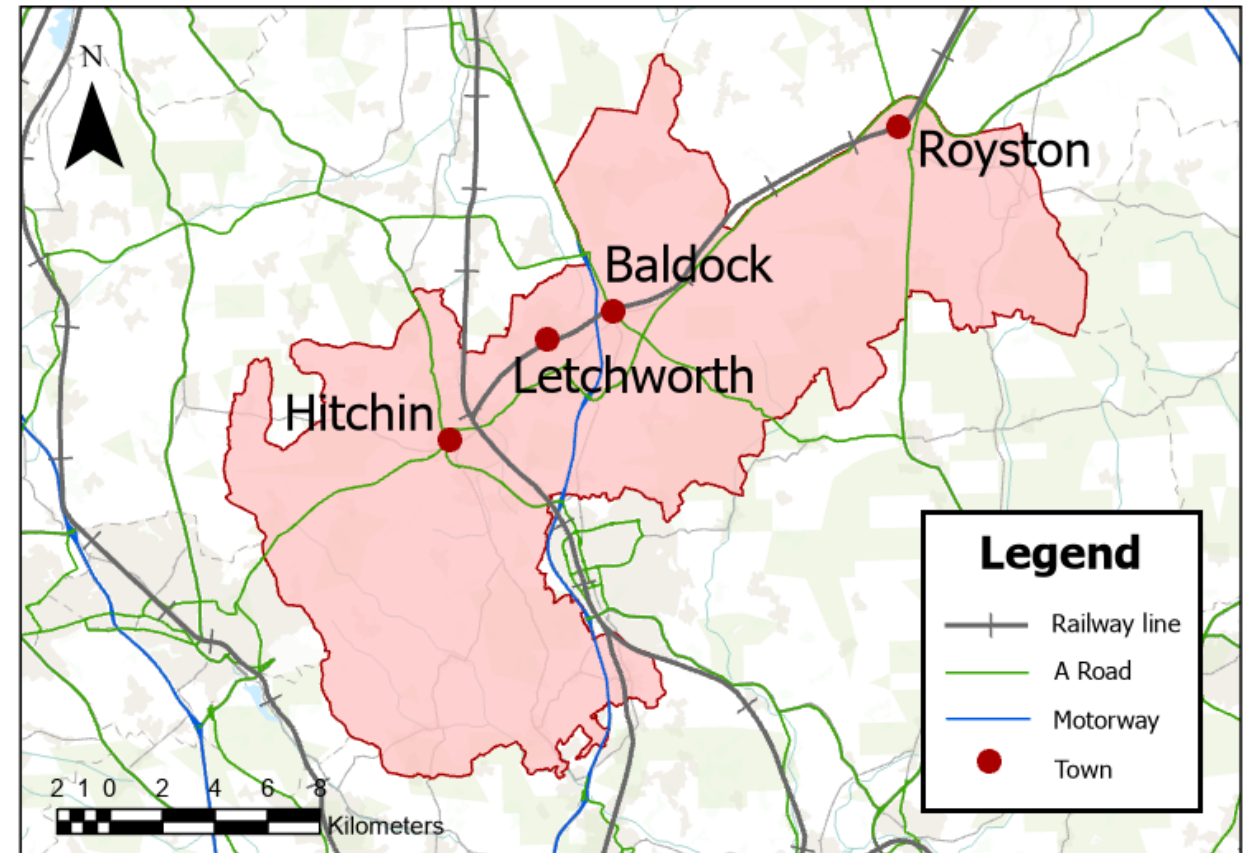 N
Royston
Baldock
Letchworth
Hitchin
Legend
Railway line
A Road
Motorway
Town
2 1 0 2 4 6 8
Kilometers